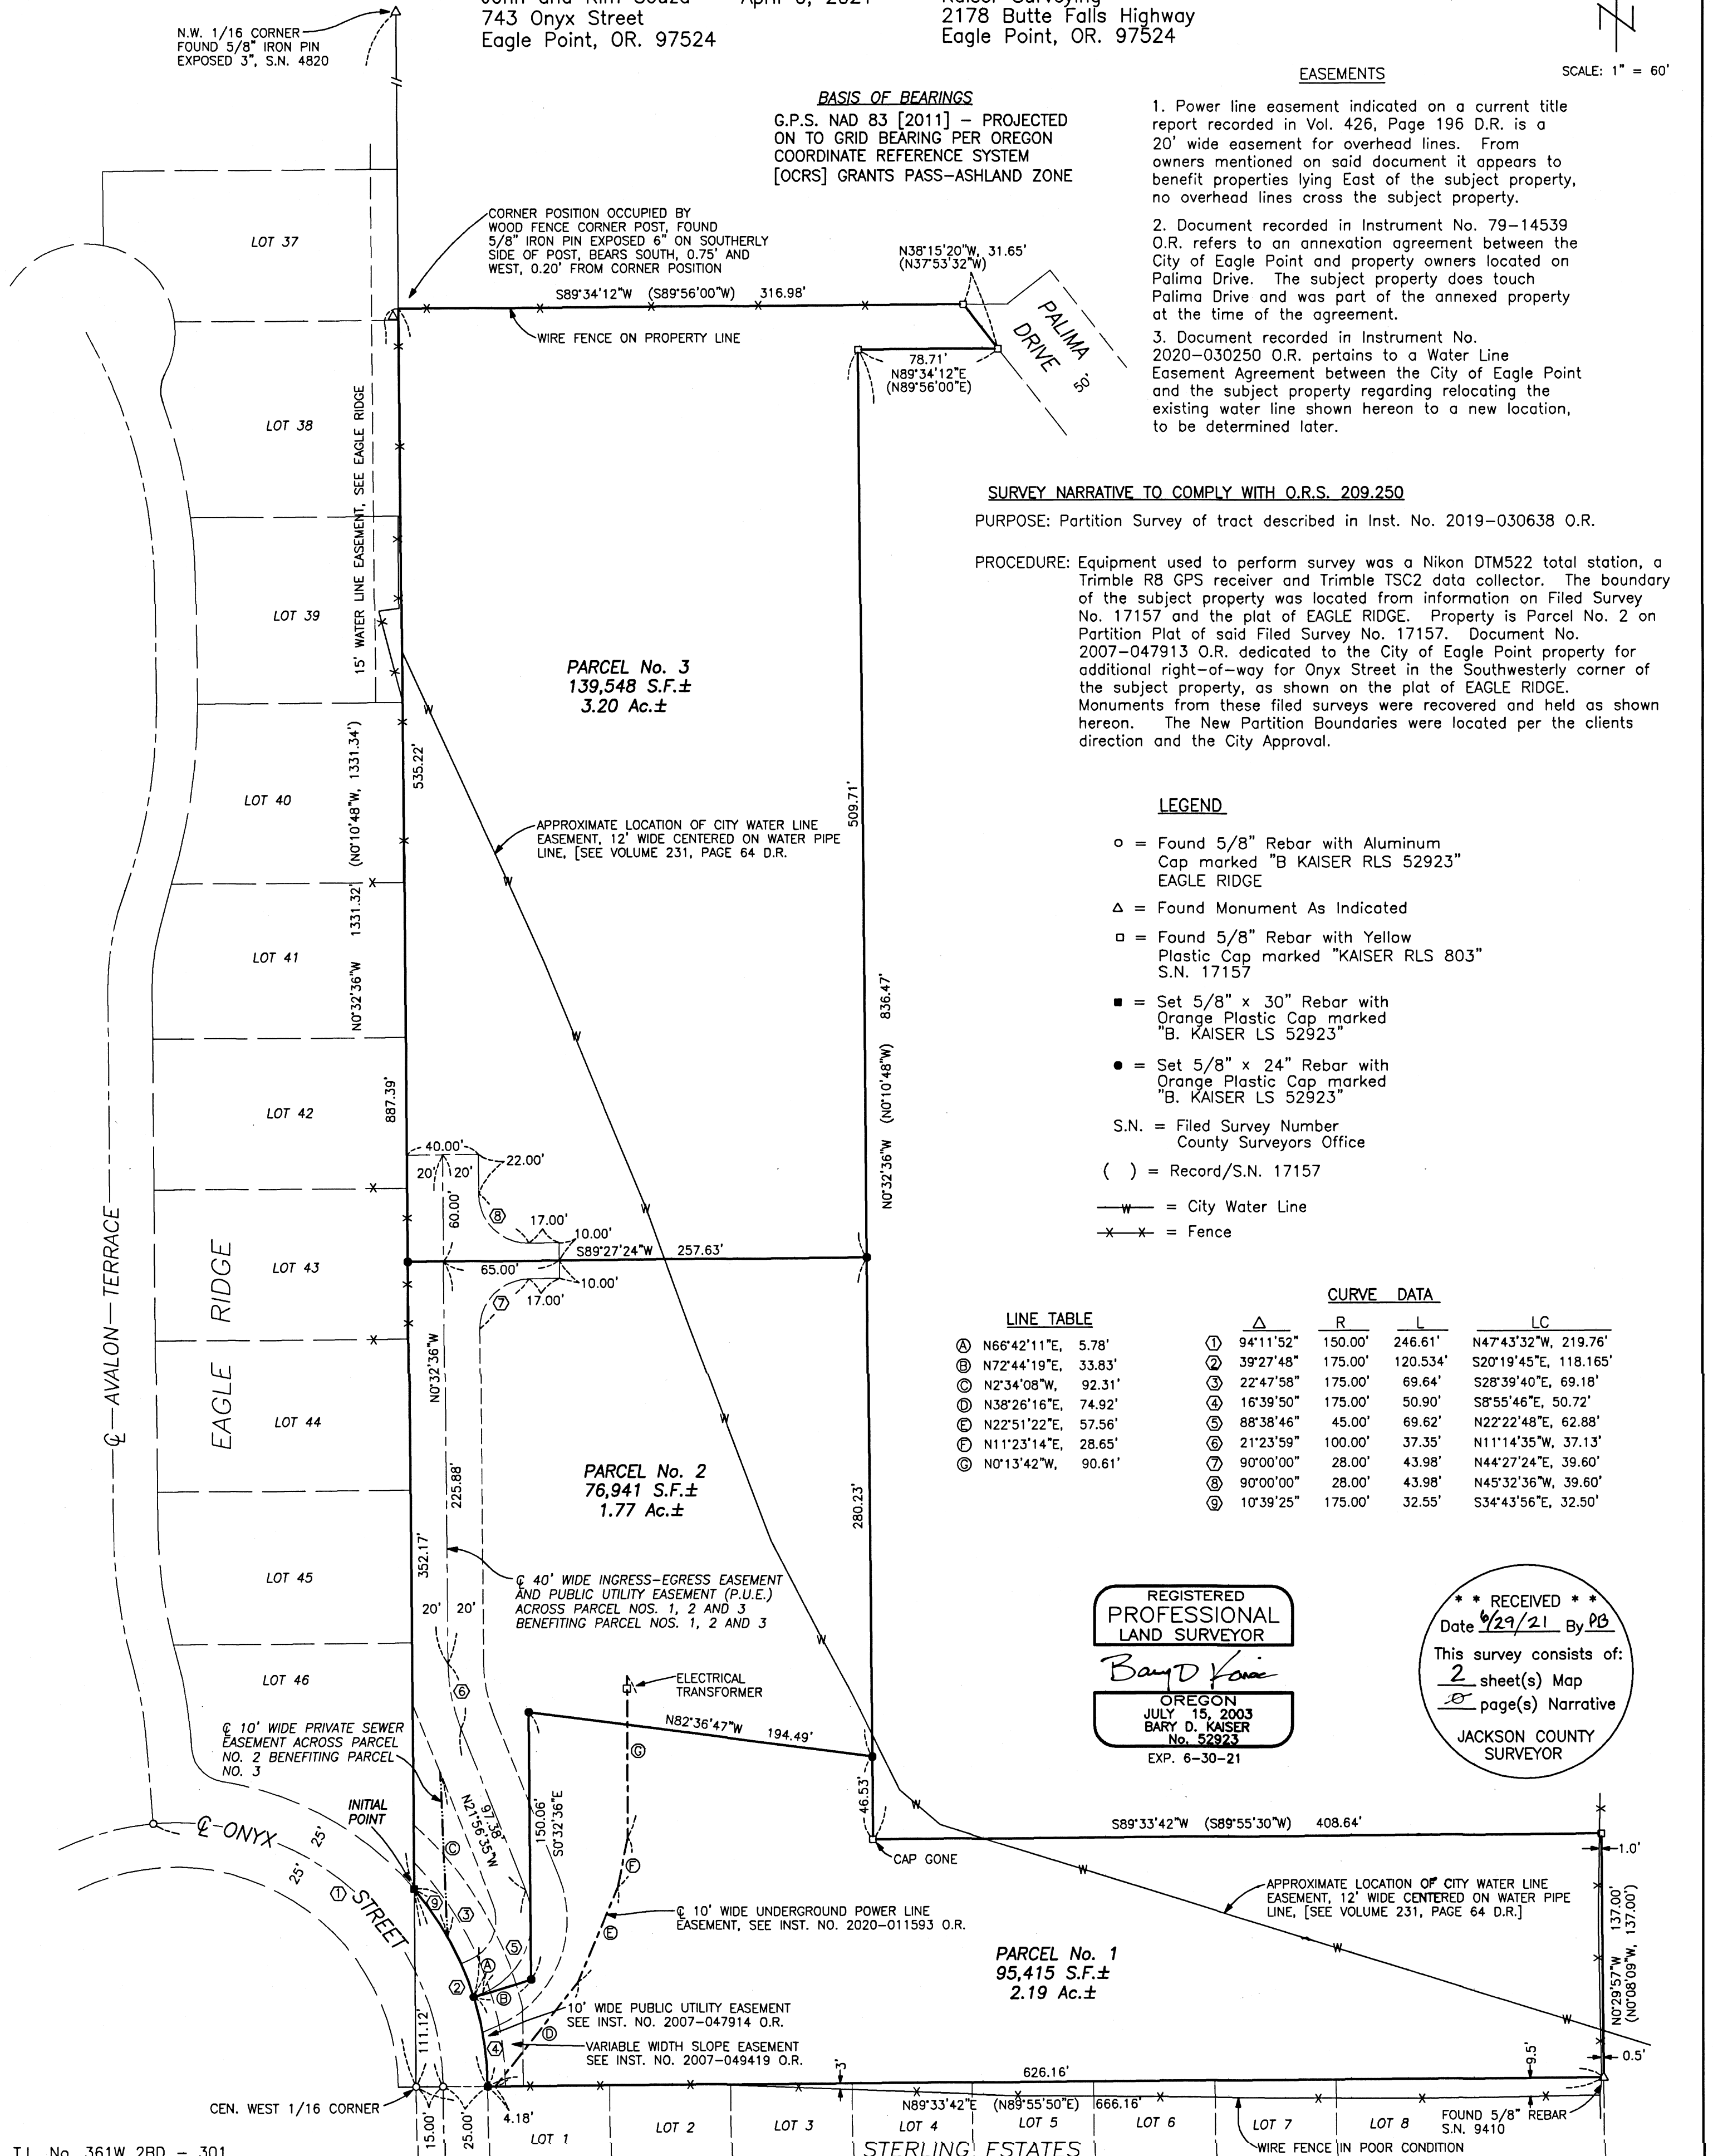 743 Onyx Street
Eagle Point, OR. 97524
2178 Butte Falls Highway
Eagle Point, OR. 97524
N.W. 1/16 CORNER
FOUND 5/8" IRON PIN
EXPOSED 3", S.N. 4820
SCALE: 1" = 60'
BASIS OF BEARINGS
G.P.S. NAD 83 [2011] – PROJECTED
ON TO GRID BEARING PER OREGON
COORDINATE REFERENCE SYSTEM
[OCRS] GRANTS PASS–ASHLAND ZONE
EASEMENTS
1. Power line easement indicated on a current title
report recorded in Vol. 426, Page 196 D.R. is a
20' wide easement for overhead lines. From
owners mentioned on said document it appears to
benefit properties lying East of the subject property,
no overhead lines cross the subject property.
2. Document recorded in Instrument No. 79–14539
O.R. refers to an annexation agreement between the
City of Eagle Point and property owners located on
Palima Drive. The subject property does touch
Palima Drive and was part of the annexed property
at the time of the agreement.
3. Document recorded in Instrument No.
2020–030250 O.R. pertains to a Water Line
Easement Agreement between the City of Eagle Point
and the subject property regarding relocating the
existing water line shown hereon to a new location,
to be determined later.
CORNER POSITION OCCUPIED BY
WOOD FENCE CORNER POST, FOUND
5/8" IRON PIN EXPOSED 6" ON SOUTHERLY
SIDE OF POST, BEARS SOUTH, 0.75' AND
WEST, 0.20' FROM CORNER POSITION
S89°34'12"W (S89°56'00"W) 316.98'
WIRE FENCE ON PROPERTY LINE
N38°15'20"W, 31.65'
(N37°53'32"W)
PALIMA
DRIVE
50'
78.71'
N89°34'12"E
(N89°56'00"E)
SURVEY NARRATIVE TO COMPLY WITH O.R.S. 209.250
PURPOSE: Partition Survey of tract described in Inst. No. 2019–030638 O.R.
PROCEDURE: Equipment used to perform survey was a Nikon DTM522 total station, a
Trimble R8 GPS receiver and Trimble TSC2 data collector. The boundary
of the subject property was located from information on Filed Survey
No. 17157 and the plat of EAGLE RIDGE. Property is Parcel No. 2 on
Partition Plat of said Filed Survey No. 17157. Document No.
2007–047913 O.R. dedicated to the City of Eagle Point property for
additional right–of–way for Onyx Street in the Southwesterly corner of
the subject property, as shown on the plat of EAGLE RIDGE.
Monuments from these filed surveys were recovered and held as shown
hereon. The New Partition Boundaries were located per the clients
direction and the City Approval.
LOT 37
LOT 38
LOT 39
LOT 40
LOT 41
LOT 42
LOT 43
LOT 44
LOT 45
LOT 46
15' WATER LINE EASEMENT, SEE EAGLE RIDGE
N0°32'36"W 1331.32' (N0°10'48"W, 1331.34')
535.22'
887.39'
352.17'
℄ AVALON TERRACE
EAGLE RIDGE
PARCEL No. 3
139,548 S.F.±
3.20 Ac.±
509.71'
N0°32'36"W (N0°10'48"W) 836.47'
280.23'
APPROXIMATE LOCATION OF CITY WATER LINE
EASEMENT, 12' WIDE CENTERED ON WATER PIPE
LINE, [SEE VOLUME 231, PAGE 64 D.R.
W
W
W
W
W
W
W
W
W
W
LEGEND
○ = Found 5/8" Rebar with Aluminum
Cap marked "B KAISER RLS 52923"
EAGLE RIDGE
△ = Found Monument As Indicated
□ = Found 5/8" Rebar with Yellow
Plastic Cap marked "KAISER RLS 803"
S.N. 17157
■ = Set 5/8" x 30" Rebar with
Orange Plastic Cap marked
"B. KAISER LS 52923"
● = Set 5/8" x 24" Rebar with
Orange Plastic Cap marked
"B. KAISER LS 52923"
S.N. = Filed Survey Number
County Surveyors Office
( ) = Record/S.N. 17157
W = City Water Line
x x = Fence
40.00'
20' 20'
22.00'
60.00'
8
17.00'
10.00'
S89°27'24"W 257.63'
65.00'
10.00'
17.00'
7
N0°32'36"W
225.88'
LINE TABLE
A N66°42'11"E, 5.78'
B N72°44'19"E, 33.83'
C N2°34'08"W, 92.31'
D N38°26'16"E, 74.92'
E N22°51'22"E, 57.56'
F N11°23'14"E, 28.65'
G N0°13'42"W, 90.61'
CURVE DATA
Δ R L LC
1 94°11'52" 150.00' 246.61' N47°43'32"W, 219.76'
2 39°27'48" 175.00' 120.534' S20°19'45"E, 118.165'
3 22°47'58" 175.00' 69.64' S28°39'40"E, 69.18'
4 16°39'50" 175.00' 50.90' S8°55'46"E, 50.72'
5 88°38'46" 45.00' 69.62' N22°22'48"E, 62.88'
6 21°23'59" 100.00' 37.35' N11°14'35"W, 37.13'
7 90°00'00" 28.00' 43.98' N44°27'24"E, 39.60'
8 90°00'00" 28.00' 43.98' N45°32'36"W, 39.60'
9 10°39'25" 175.00' 32.55' S34°43'56"E, 32.50'
PARCEL No. 2
76,941 S.F.±
1.77 Ac.±
℄ 40' WIDE INGRESS–EGRESS EASEMENT
AND PUBLIC UTILITY EASEMENT (P.U.E.)
ACROSS PARCEL NOS. 1, 2 AND 3
BENEFITING PARCEL NOS. 1, 2 AND 3
20' 20'
6
ELECTRICAL
TRANSFORMER
N82°36'47"W 194.49'
G
46.53'
REGISTERED
PROFESSIONAL
LAND SURVEYOR
Bary D Kaiser
OREGON
JULY 15, 2003
BARY D. KAISER
No. 52923
EXP. 6–30–21
* * RECEIVED * *
Date 6/29/21 By PB
This survey consists of:
2 sheet(s) Map
0 page(s) Narrative
JACKSON COUNTY
SURVEYOR
℄ 10' WIDE PRIVATE SEWER
EASEMENT ACROSS PARCEL
NO. 2 BENEFITING PARCEL
NO. 3
INITIAL
POINT
97.38'
N21°56'35"W
150.06'
S0°32'36"E
℄ ONYX
STREET
25'
25'
1
C
9
3
5
A
2
B
F
E
D
4
S89°33'42"W (S89°55'30"W) 408.64'
CAP GONE
1.0'
APPROXIMATE LOCATION OF CITY WATER LINE
EASEMENT, 12' WIDE CENTERED ON WATER PIPE
LINE, [SEE VOLUME 231, PAGE 64 D.R.]
N0°29'57"W 137.00'
(N0°08'09"W, 137.00')
℄ 10' WIDE UNDERGROUND POWER LINE
EASEMENT, SEE INST. NO. 2020–011593 O.R.
PARCEL No. 1
95,415 S.F.±
2.19 Ac.±
10' WIDE PUBLIC UTILITY EASEMENT
SEE INST. NO. 2007–047914 O.R.
VARIABLE WIDTH SLOPE EASEMENT
SEE INST. NO. 2007–049419 O.R.
111.12'
3'
626.16'
9.5'
0.5'
CEN. WEST 1/16 CORNER
15.00'
25.00'
4.18'
N89°33'42"E (N89°55'50"E) 666.16'
FOUND 5/8" REBAR
S.N. 9410
LOT 1
LOT 2
LOT 3
LOT 4
LOT 5
LOT 6
LOT 7
LOT 8
STERLING ESTATES
WIRE FENCE IN POOR CONDITION
T.L. No. 361W 2BD – 301